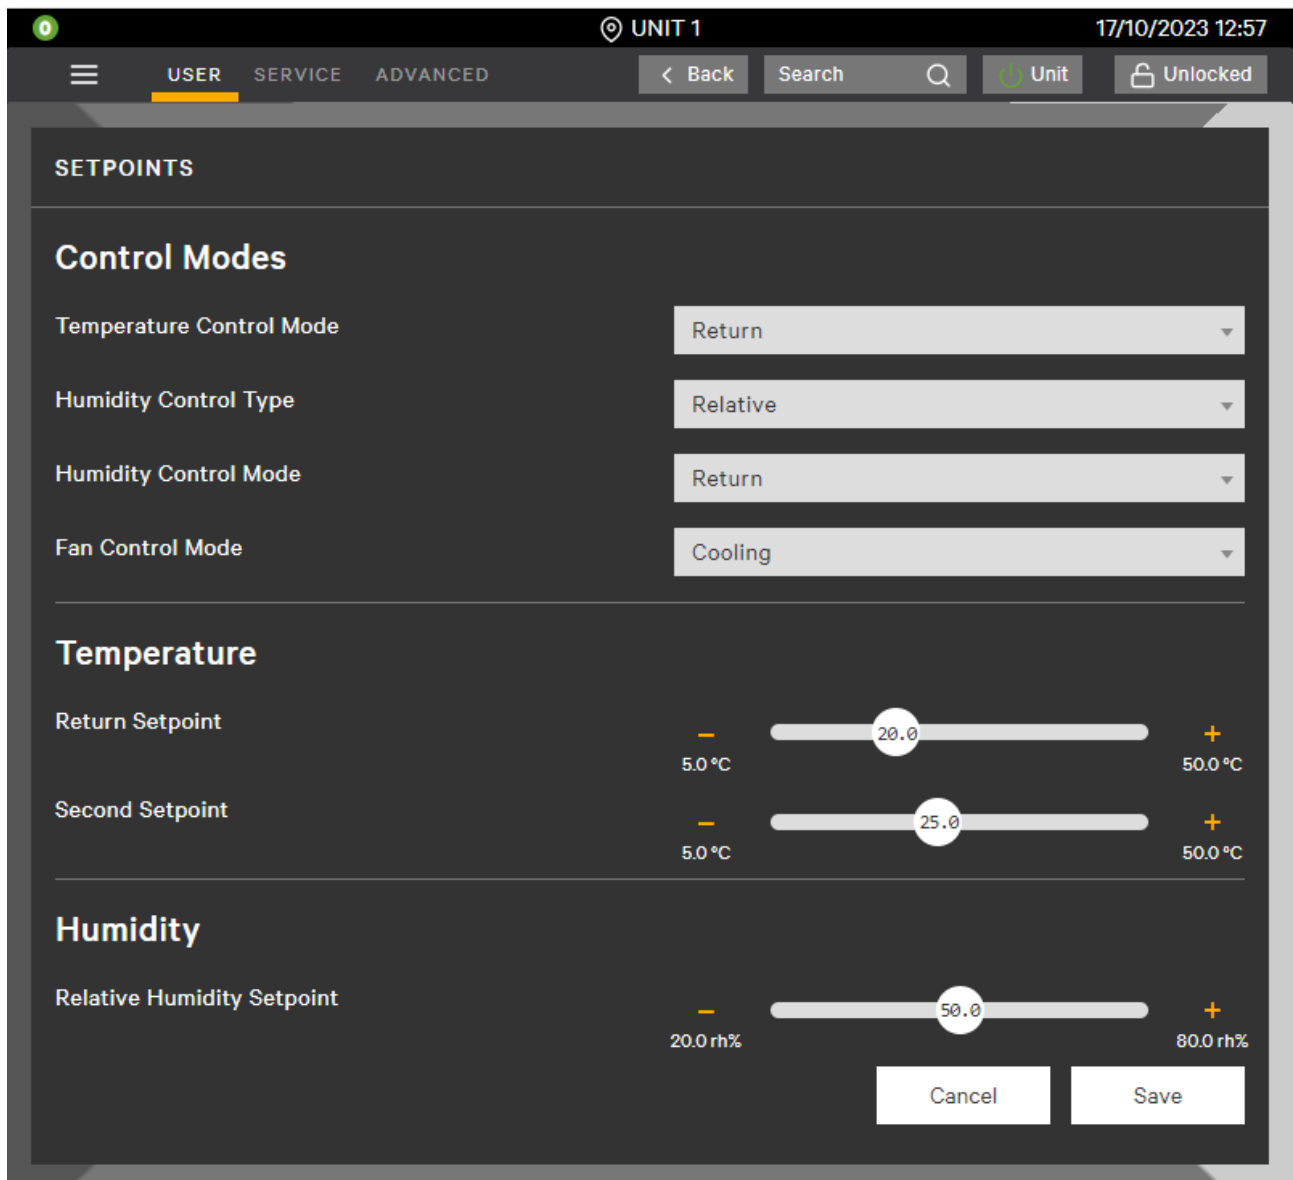 0 UNIT 1 17/10/2023 12:57
USER SERVICE ADVANCED Back Search Unit Unlocked
SETPOINTS
Control Modes
Temperature Control Mode Return
Humidity Control Type Relative
Humidity Control Mode Return
Fan Control Mode Cooling
Temperature
Return Setpoint
– 20.0 +
5.0 °C 50.0 °C
Second Setpoint
– 25.0 +
5.0 °C 50.0 °C
Humidity
Relative Humidity Setpoint
– 50.0 +
20.0 rh% 80.0 rh%
Cancel Save